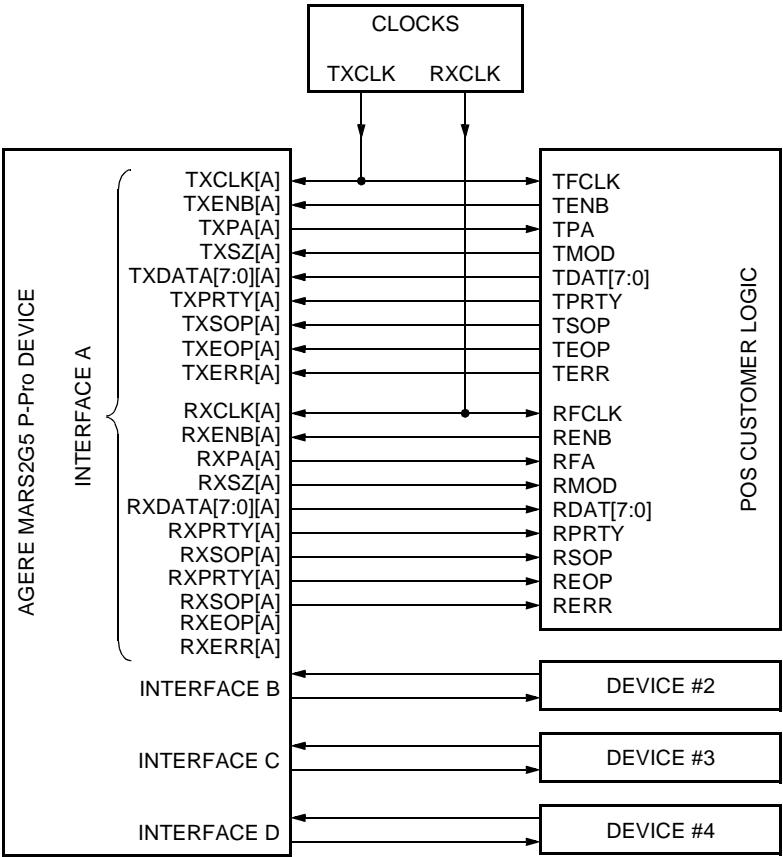 CLOCKS
TXCLK RXCLK
AGERE MARS2G5 P-Pro DEVICE
INTERFACE A
TXCLK[A]
TXENB[A]
TXPA[A]
TXSZ[A]
TXDATA[7:0][A]
TXPRTY[A]
TXSOP[A]
TXEOP[A]
TXERR[A]
RXCLK[A]
RXENB[A]
RXPA[A]
RXSZ[A]
RXDATA[7:0][A]
RXPRTY[A]
RXSOP[A]
RXPRTY[A]
RXSOP[A]
RXEOP[A]
RXERR[A]
INTERFACE B
INTERFACE C
INTERFACE D
TFCLK
TENB
TPA
TMOD
TDAT[7:0]
TPRTY
TSOP
TEOP
TERR
RFCLK
RENB
RFA
RMOD
RDAT[7:0]
RPRTY
RSOP
REOP
RERR
POS CUSTOMER LOGIC
DEVICE #2
DEVICE #3
DEVICE #4